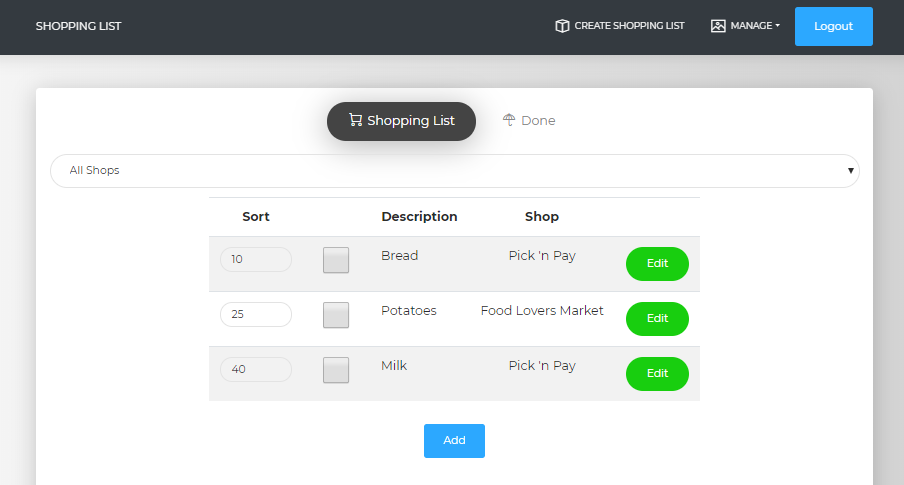 SHOPPING LIST CREATE SHOPPING LIST MANAGE Logout
Shopping List Done
All Shops
Sort Description Shop
10 Bread Pick 'n Pay Edit
25 Potatoes Food Lovers Market Edit
40 Milk Pick 'n Pay Edit
Add